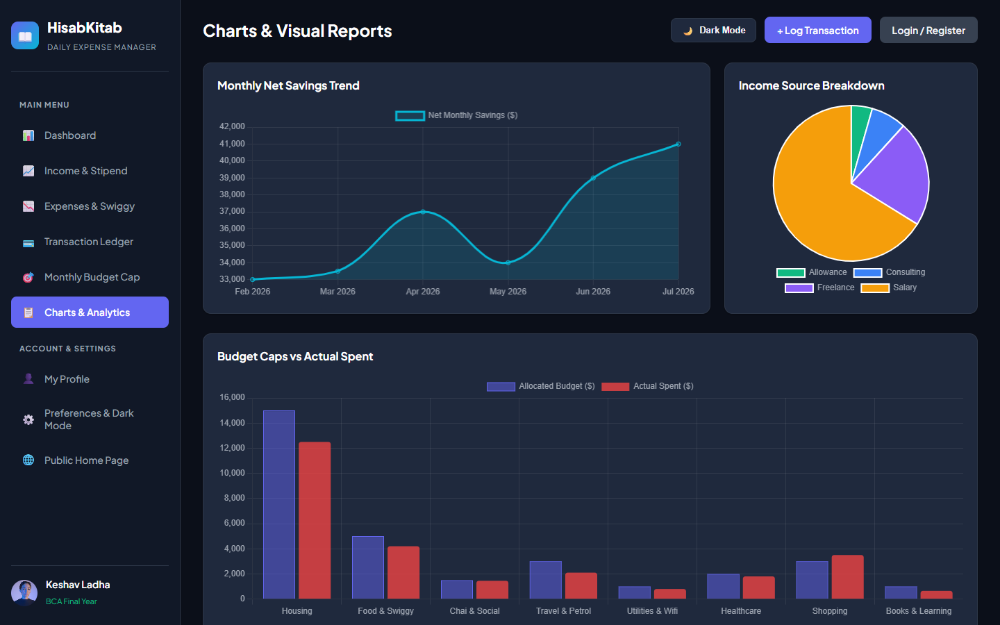 HisabKitab
DAILY EXPENSE MANAGER
MAIN MENU
Dashboard
Income & Stipend
Expenses & Swiggy
Transaction Ledger
Monthly Budget Cap
Charts & Analytics
ACCOUNT & SETTINGS
My Profile
Preferences & Dark
Mode
Public Home Page
Keshav Ladha
BCA Final Year
Charts & Visual Reports
Dark Mode
+ Log Transaction
Login / Register
Monthly Net Savings Trend
Net Monthly Savings ($)
42,000
41,000
40,000
39,000
38,000
37,000
36,000
35,000
34,000
33,000
Feb 2026 Mar 2026 Apr 2026 May 2026 Jun 2026 Jul 2026
Income Source Breakdown
Allowance Consulting
Freelance Salary
Budget Caps vs Actual Spent
Allocated Budget ($) Actual Spent ($)
16,000
14,000
12,000
10,000
8,000
6,000
4,000
2,000
0
Housing Food & Swiggy Chai & Social Travel & Petrol Utilities & Wifi Healthcare Shopping Books & Learning